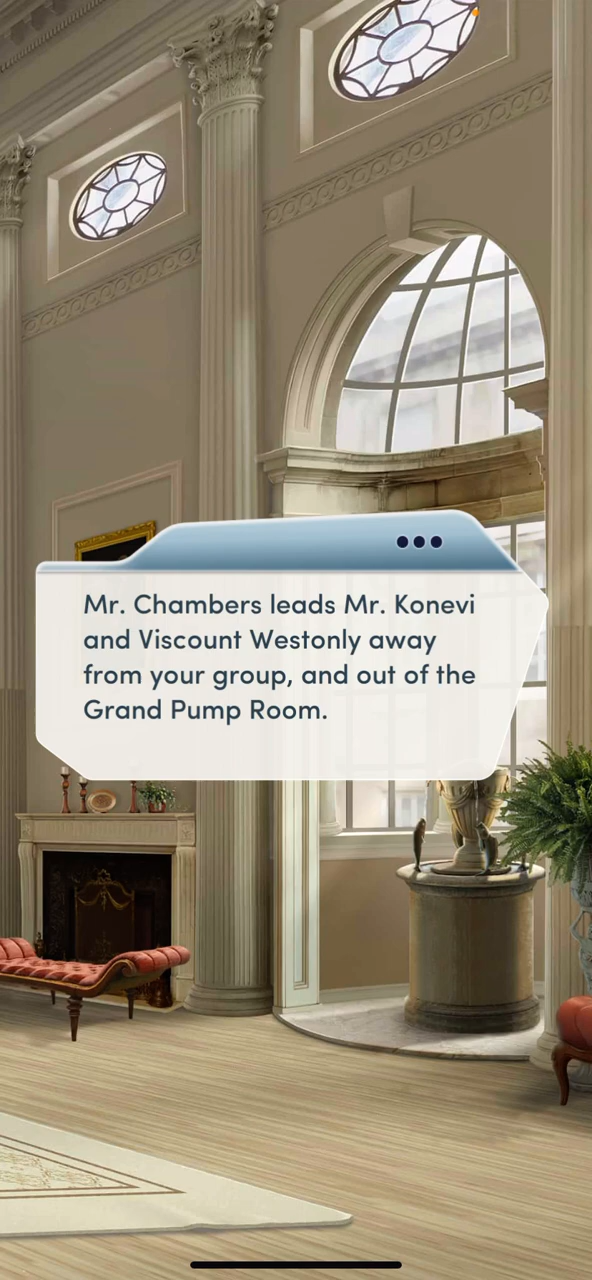 Mr. Chambers leads Mr. Konevi
and Viscount Westonly away
from your group, and out of the
Grand Pump Room.